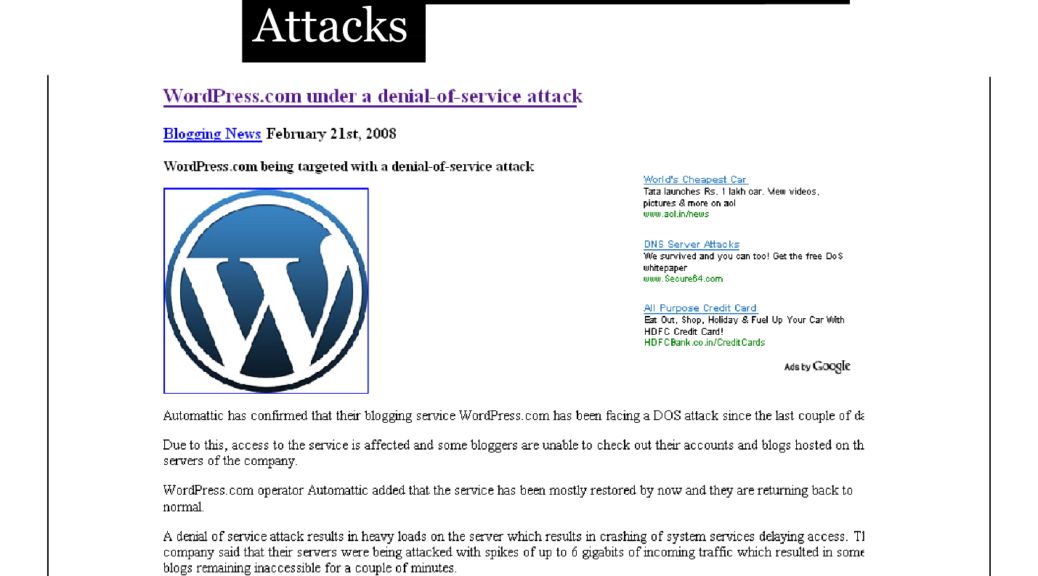 Attacks
WordPress.com under a denial-of-service attack
Blogging News February 21st, 2008
WordPress.com being targeted with a denial-of-service attack
World's Cheapest Car
Tata launches Rs. 1 lakh car. View videos,
pictures & more on aol
www.aol.in/news
DNS Server Attacks
We survived and you can too! Get the free DoS
whitepaper
www.Secure64.com
All Purpose Credit Card
Eat Out, Shop, Holiday & Fuel Up Your Car With
HDFC Credit Card!
HDFCBank.co.in/CreditCards
Ads by Google
Automattic has confirmed that their blogging service WordPress.com has been facing a DOS attack since the last couple of da
Due to this, access to the service is affected and some bloggers are unable to check out their accounts and blogs hosted on th
servers of the company.
WordPress.com operator Automattic added that the service has been mostly restored by now and they are returning back to
normal.
A denial of service attack results in heavy loads on the server which results in crashing of system services delaying access. Tl
company said that their servers were being attacked with spikes of up to 6 gigabits of incoming traffic which resulted in some
blogs remaining inaccessible for a couple of minutes.